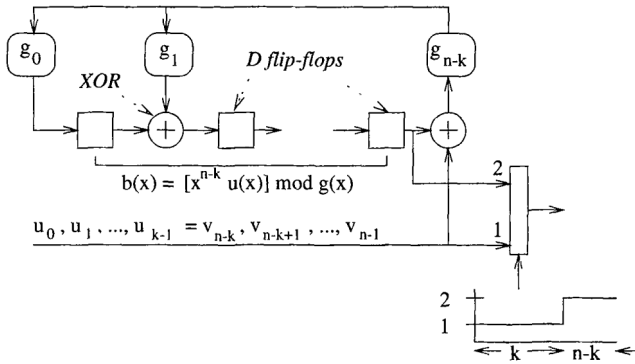 g₀ g₁ gₙ₋ₖ
XOR D flip-flops
+ +
b(x) = [xⁿ⁻ᵏ u(x)] mod g(x)
2
u₀ , u₁ , ..., uₖ₋₁ = vₙ₋ₖ , vₙ₋ₖ₊₁ , ..., vₙ₋₁ 1
2
1
k n-k